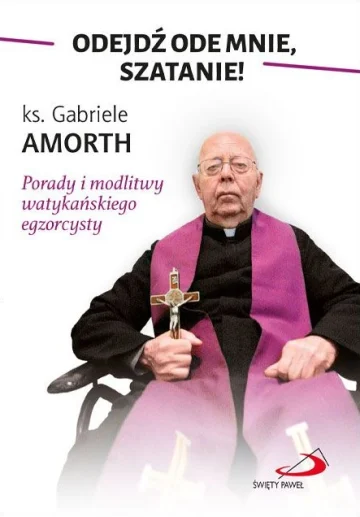 ODEJDŹ ODE MNIE,
SZATANIE!
ks. Gabriele
AMORTH
Porady i modlitwy
watykańskiego
egzorcysty
ŚWIĘTY PAWEŁ